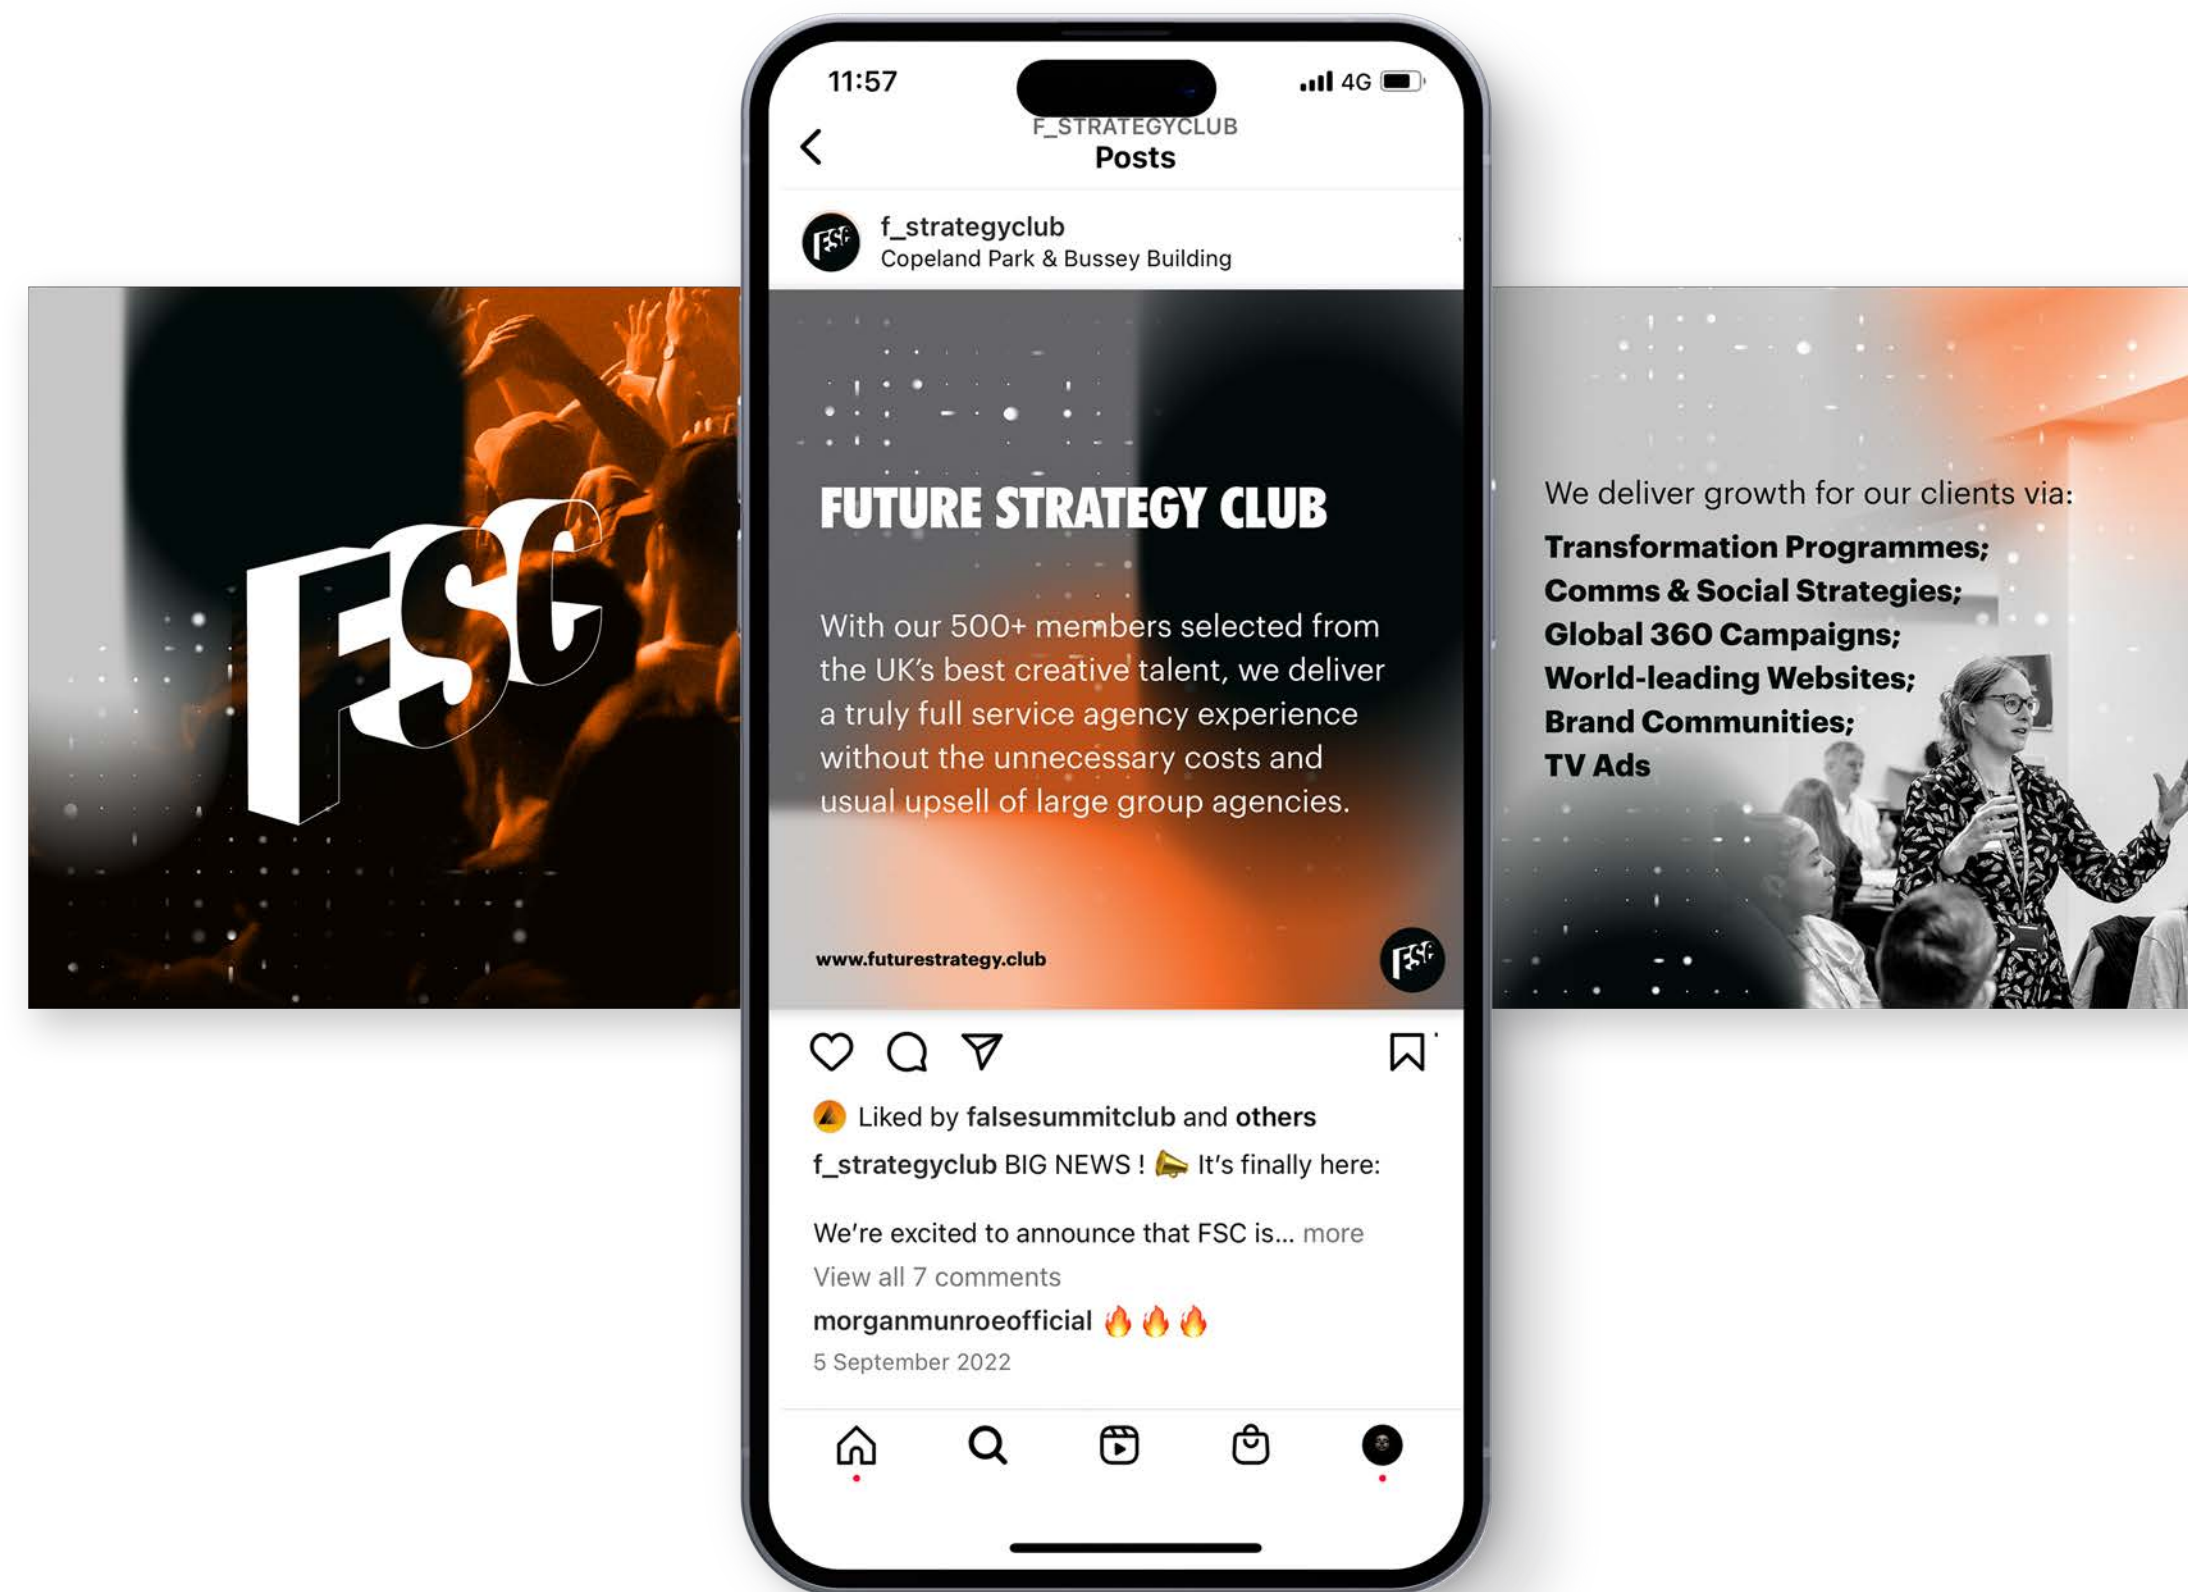 11:57
4G
F_STRATEGYCLUB
Posts
FSC
f_strategyclub
Copeland Park & Bussey Building
FSC
FUTURE STRATEGY CLUB
With our 500+ members selected from
the UK's best creative talent, we deliver
a truly full service agency experience
without the unnecessary costs and
usual upsell of large group agencies.
www.futurestrategy.club
FSC
Liked by falsesummitclub and others
f_strategyclub BIG NEWS ! 📣 It's finally here:
We're excited to announce that FSC is... more
View all 7 comments
morganmunroeofficial 🔥🔥🔥
5 September 2022
We deliver growth for our clients via:
Transformation Programmes;
Comms & Social Strategies;
Global 360 Campaigns;
World-leading Websites;
Brand Communities;
TV Ads